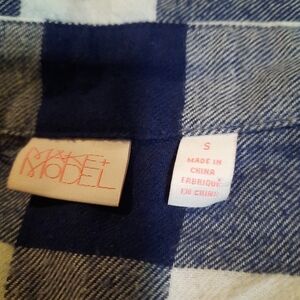 MAKE+
MODEL
S
MADE IN
CHINA
FABRIQUÉ
EN CHINE